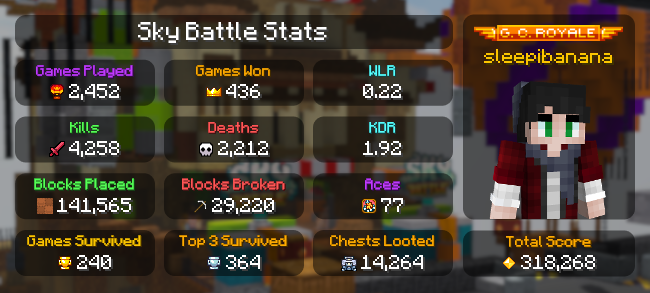 Sky Battle Stats
G. C. ROYALE
sleepibanana
Games Played
2,452
Games Won
436
WLR
0.22
Kills
4,258
Deaths
2,212
KDR
1.92
Blocks Placed
141,565
Blocks Broken
29,220
Aces
77
Games Survived
240
Top 3 Survived
364
Chests Looted
14,264
Total Score
318,268